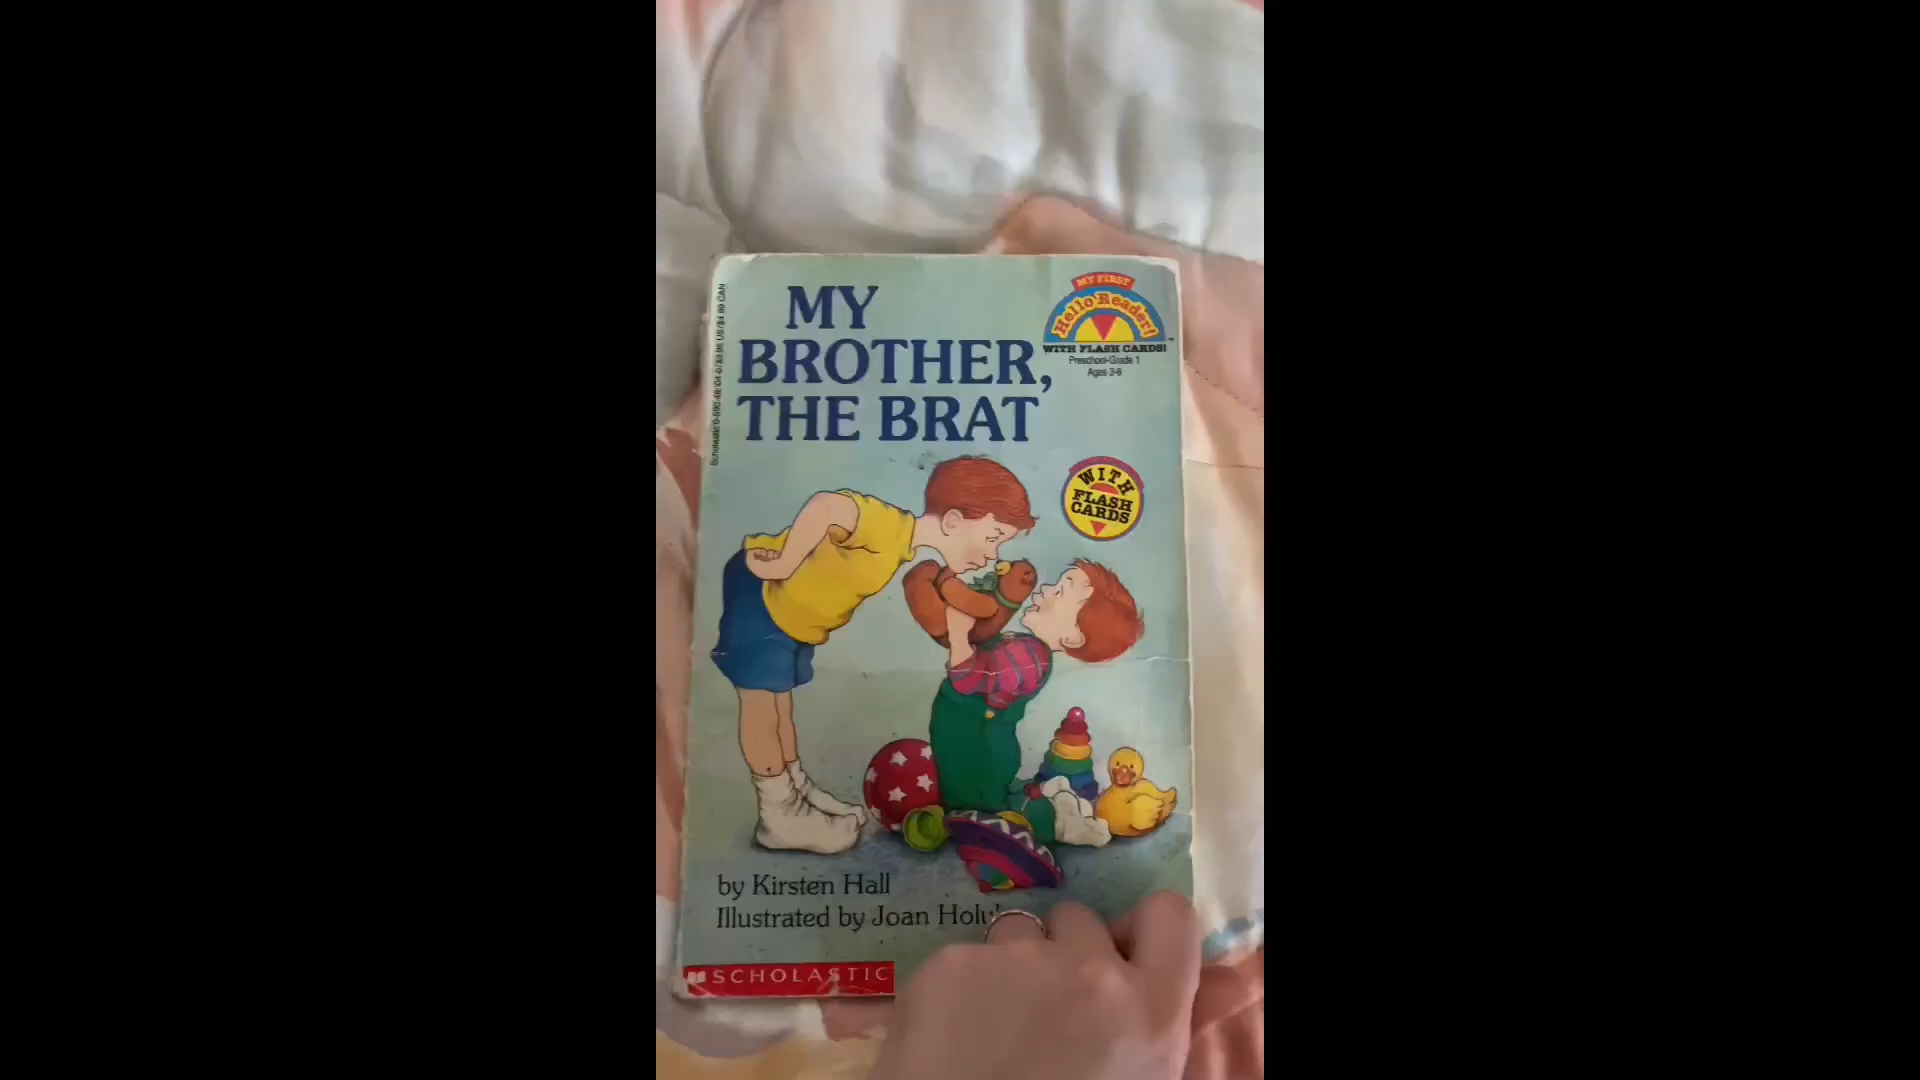 MY
BROTHER,
THE BRAT
MY FIRST
Hello Reader!
WITH FLASH CARDS!
Preschool-Grade 1
Ages 3-6
WITH
FLASH
CARDS
by Kirsten Hall
Illustrated by Joan
SCHOLASTIC